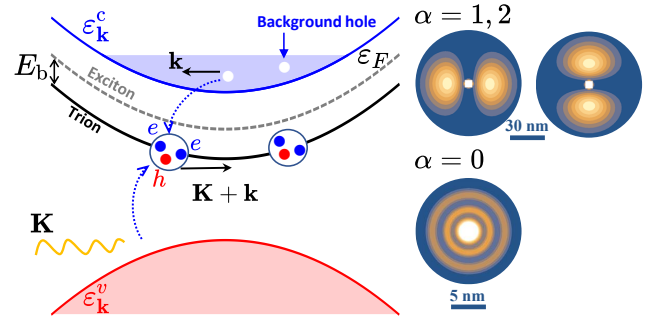 ε_k^c
Background hole
α = 1, 2
k
ε_F
E_b
Exciton
Trion
30 nm
e
e
h
K + k
α = 0
K
ε_k^v
5 nm